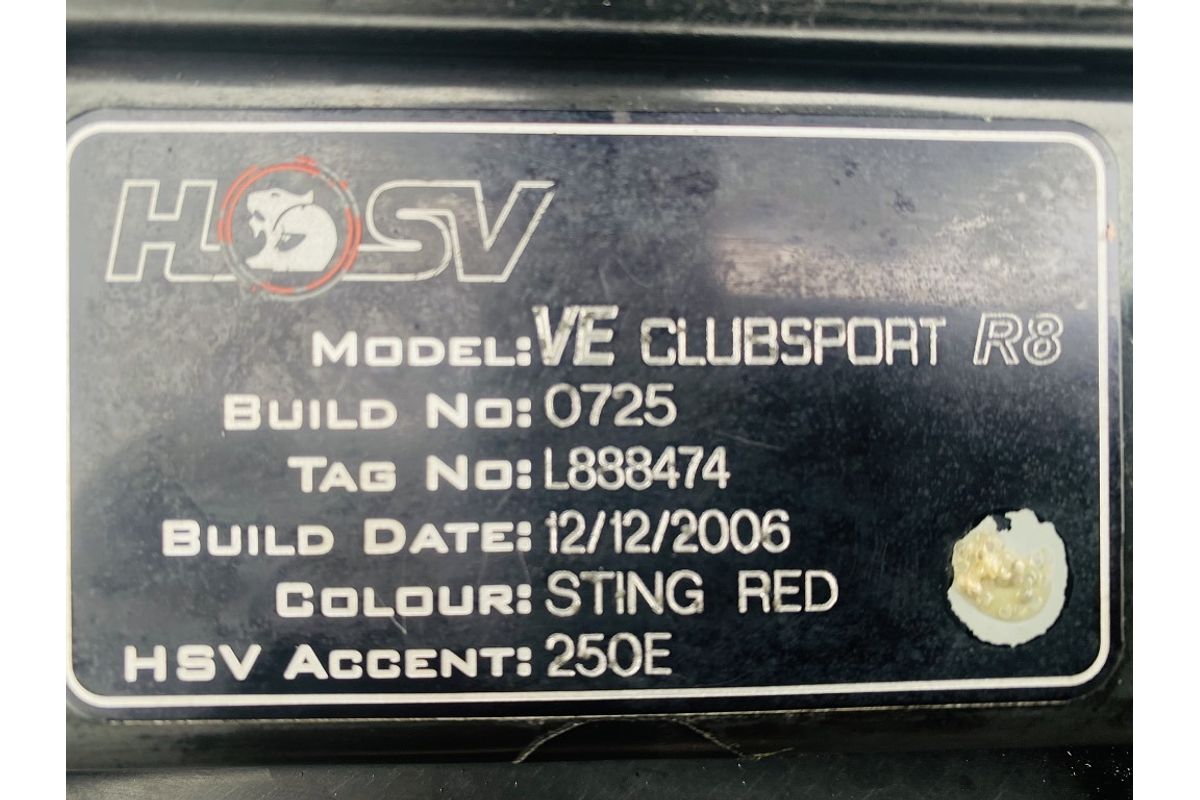 HSV
MODEL: VE CLUBSPORT R8
BUILD NO: 0725
TAG NO: L888474
BUILD DATE: 12/12/2006
COLOUR: STING RED
HSV ACCENT: 250E